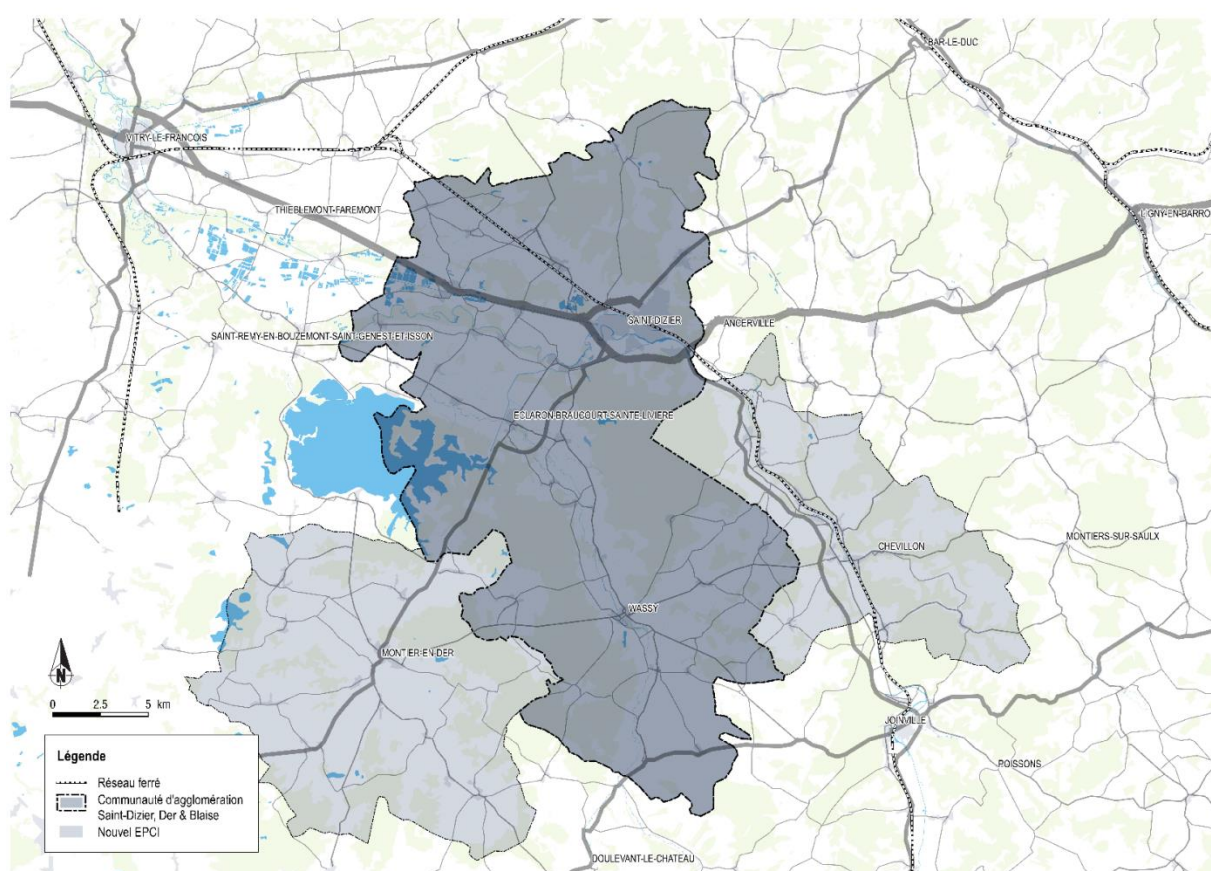 BAR-LE-DUC
VITRY-LE-FRANCOIS
THIEBLEMONT-FAREMONT
LIGNY-EN-BARRO
SAINT-DIZIER
ANCERVILLE
SAINT-REMY-EN-BOUZEMONT-SAINT-GENEST-ET-ISSON
ECLARON-BRAUCOURT-SAINTE-LIVIERE
CHEVILLON
MONTIERS-SUR-SAULX
WASSY
MONTIER-EN-DER
N
0 2.5 5 km
JOINVILLE
POISSONS
Légende
Réseau ferré
Communauté d'agglomération
Saint-Dizier, Der & Blaise
Nouvel EPCI
DOULEVANT-LE-CHATEAU